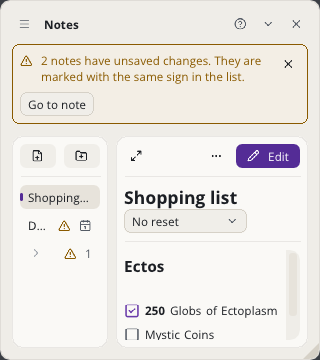 Notes
2 notes have unsaved changes. They are
marked with the same sign in the list.
Go to note
Edit
Shopping...
D...
1
Shopping list
No reset
Ectos
250 Globs of Ectoplasm
Mystic Coins